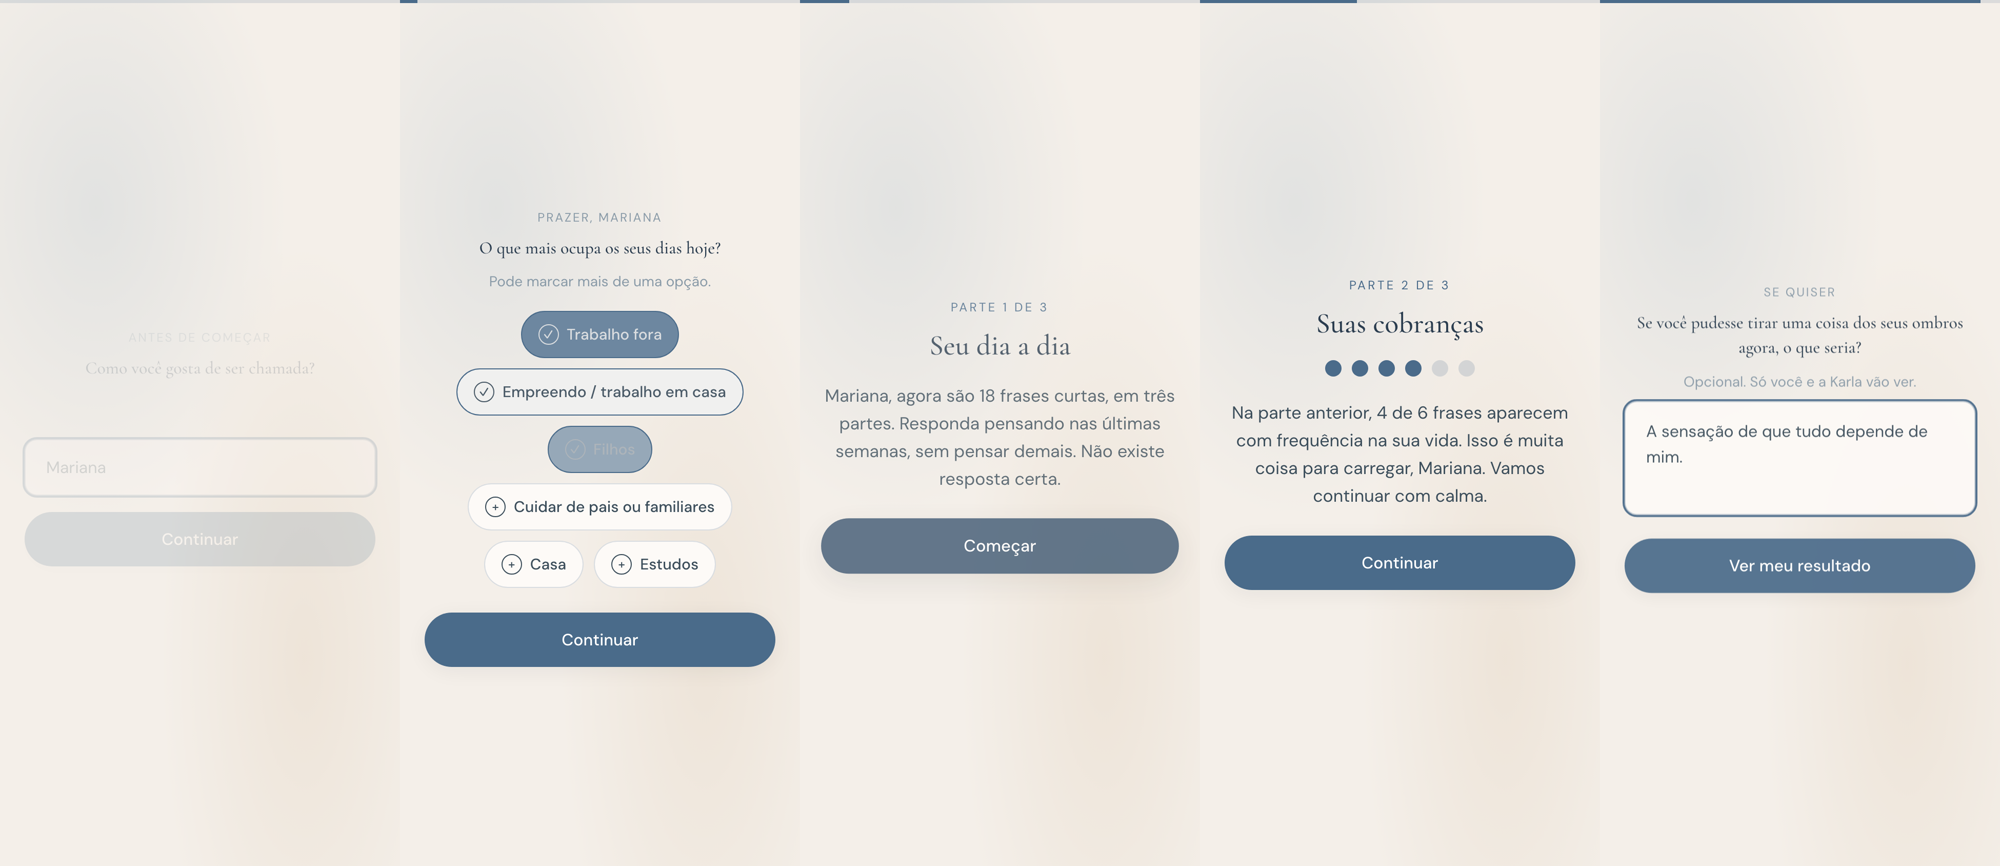 ANTES DE COMEÇAR
Como você gosta de ser chamada?
Mariana
Continuar
PRAZER, MARIANA
O que mais ocupa os seus dias hoje?
Pode marcar mais de uma opção.
Trabalho fora
Empreendo / trabalho em casa
Filhos
Cuidar de pais ou familiares
Casa
Estudos
Continuar
PARTE 1 DE 3
Seu dia a dia
Mariana, agora são 18 frases curtas, em três
partes. Responda pensando nas últimas
semanas, sem pensar demais. Não existe
resposta certa.
Começar
PARTE 2 DE 3
Suas cobranças
Na parte anterior, 4 de 6 frases aparecem
com frequência na sua vida. Isso é muita
coisa para carregar, Mariana. Vamos
continuar com calma.
Continuar
SE QUISER
Se você pudesse tirar uma coisa dos seus ombros
agora, o que seria?
Opcional. Só você e a Karla vão ver.
A sensação de que tudo depende de
mim.
Ver meu resultado